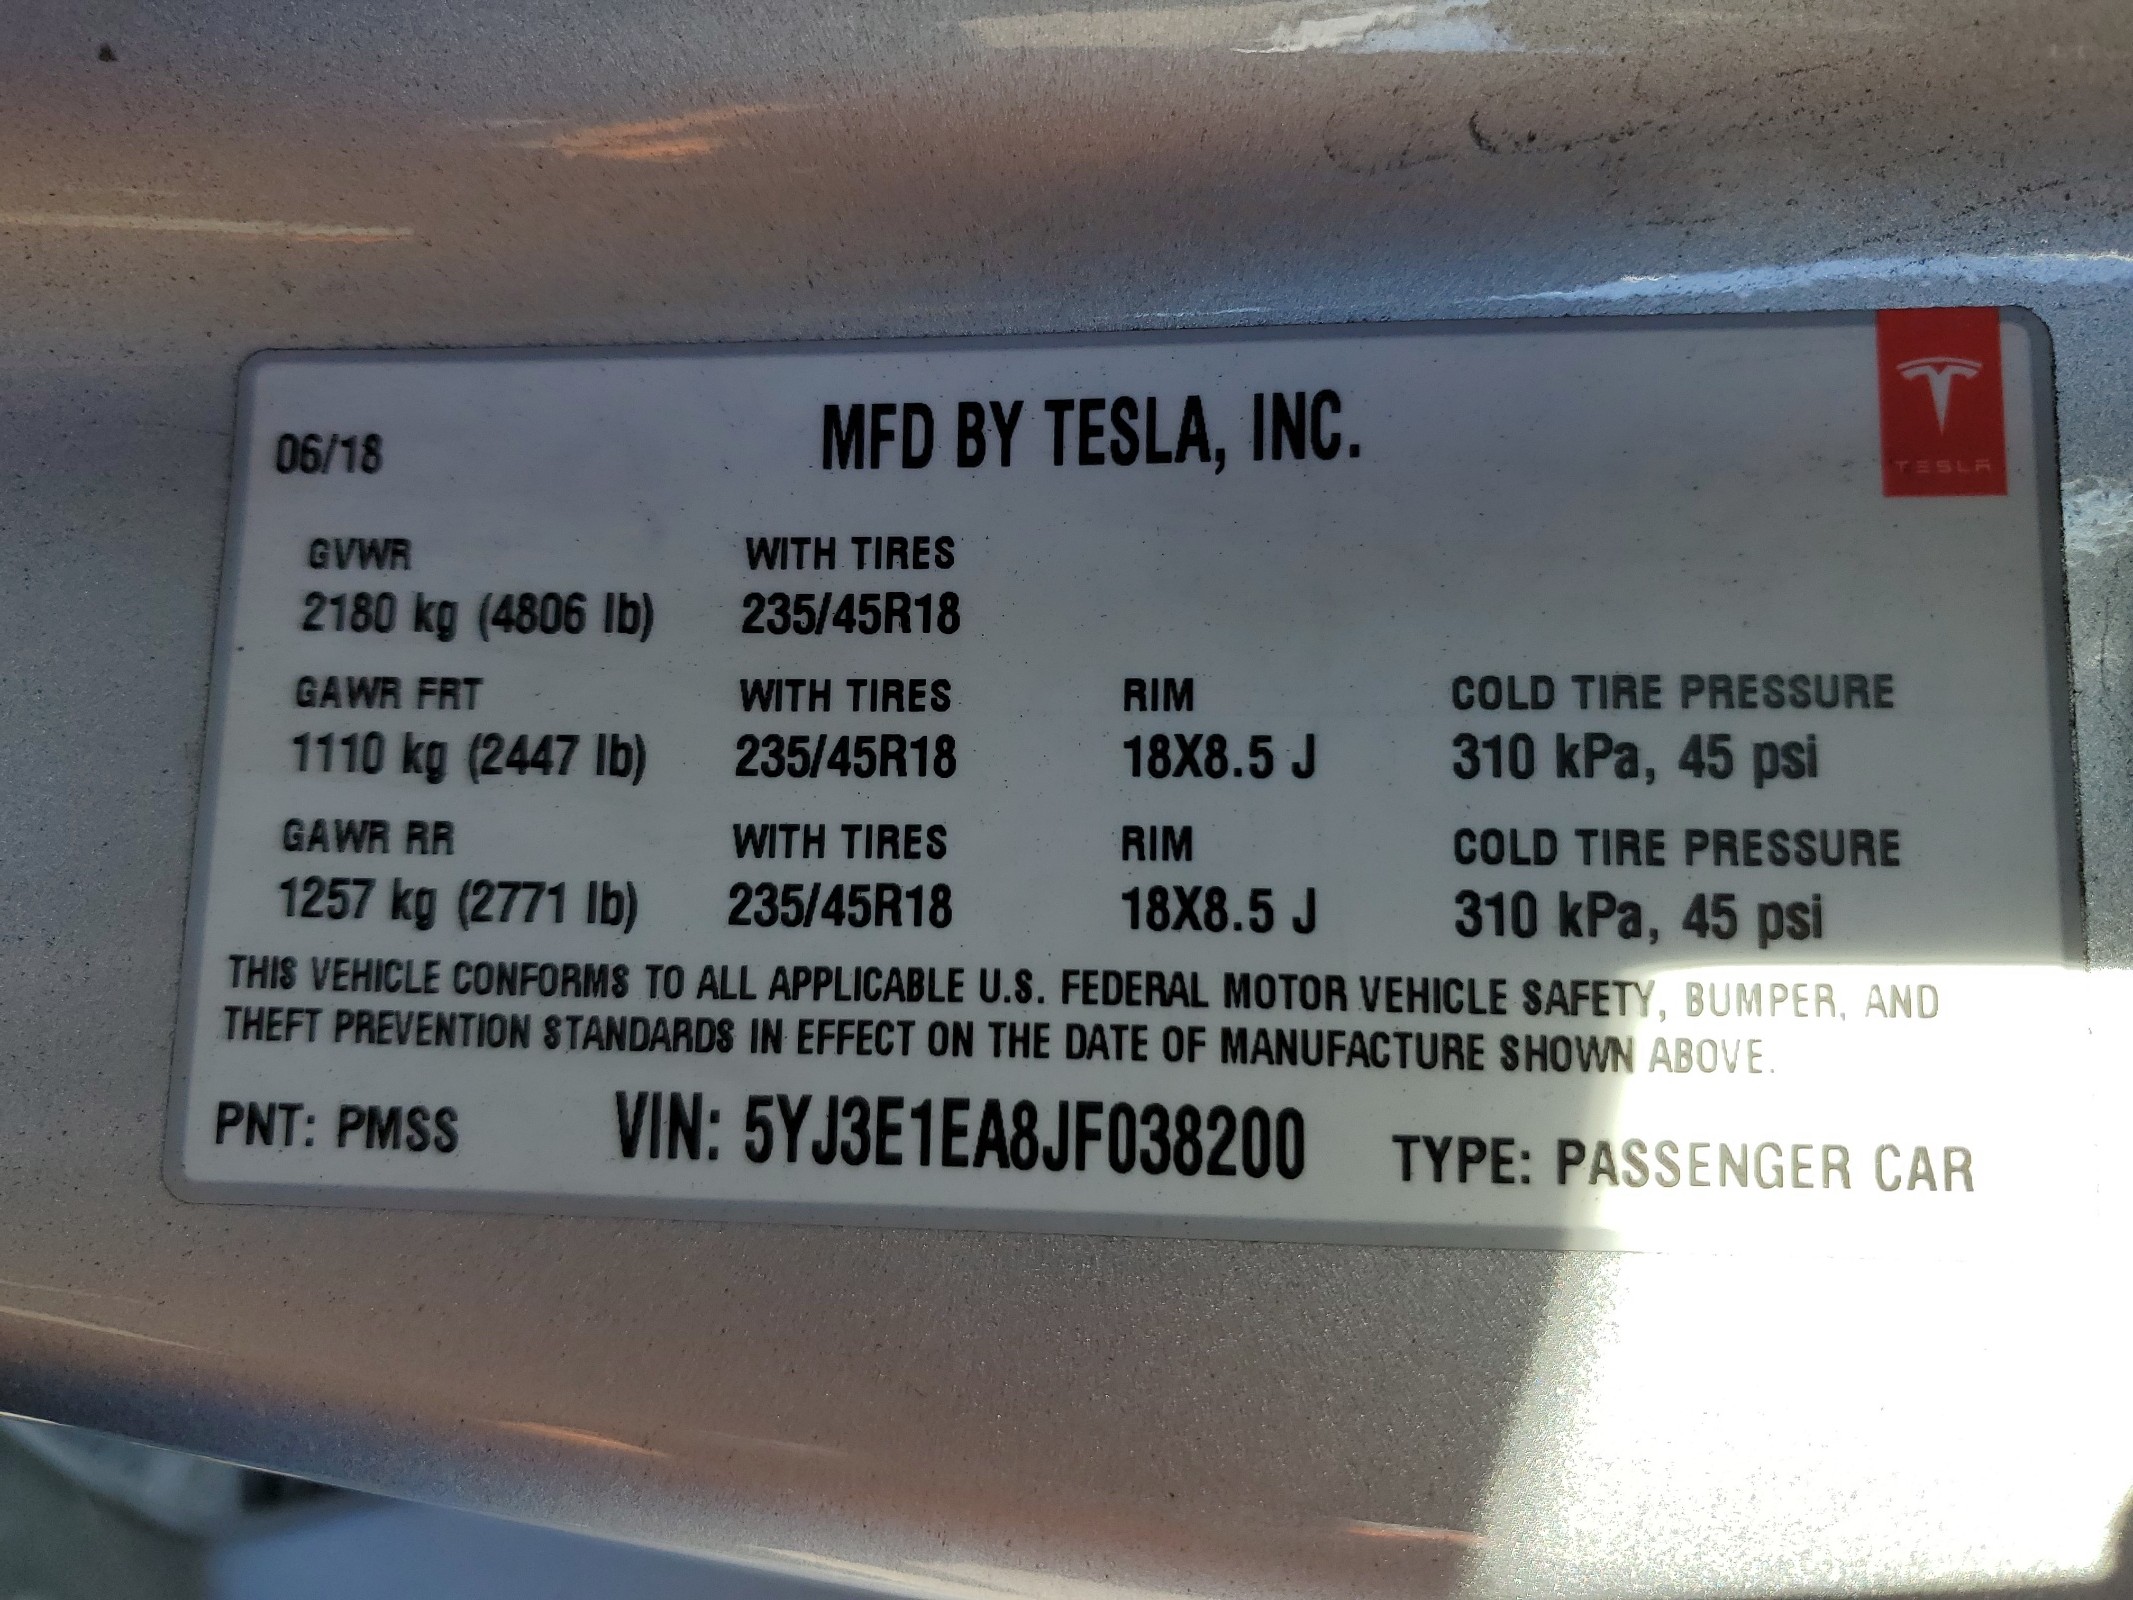 06/18 MFD BY TESLA, INC.
TESLA
GVWR WITH TIRES
2180 kg (4806 lb) 235/45R18
GAWR FRT WITH TIRES RIM COLD TIRE PRESSURE
1110 kg (2447 lb) 235/45R18 18X8.5 J 310 kPa, 45 psi
GAWR RR WITH TIRES RIM COLD TIRE PRESSURE
1257 kg (2771 lb) 235/45R18 18X8.5 J 310 kPa, 45 psi
THIS VEHICLE CONFORMS TO ALL APPLICABLE U.S. FEDERAL MOTOR VEHICLE SAFETY, BUMPER, AND
THEFT PREVENTION STANDARDS IN EFFECT ON THE DATE OF MANUFACTURE SHOWN ABOVE.
PNT: PMSS VIN: 5YJ3E1EA8JF038200 TYPE: PASSENGER CAR